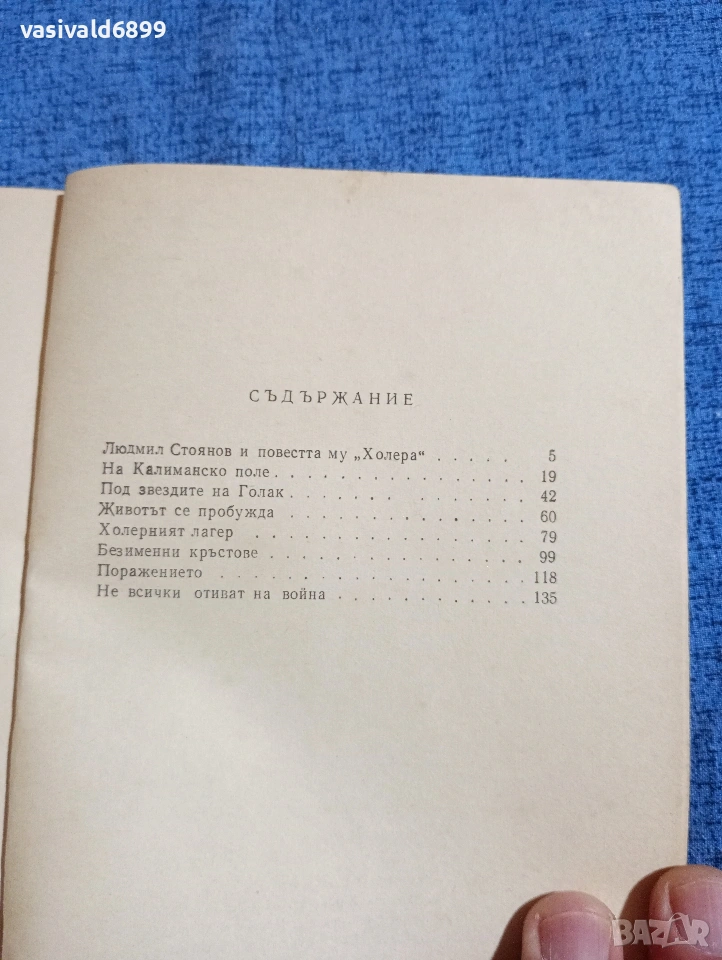 vasivald6899
СЪДЪРЖАНИЕ
Людмил Стоянов и повестта му „Холера“ . . . . . 5
На Калиманско поле . . . . . . . . . . . . . . 19
Под звездите на Голак . . . . . . . . . . . . 42
Животът се пробужда . . . . . . . . . . . . . 60
Холерният лагер . . . . . . . . . . . . . . . 79
Безименни кръстове . . . . . . . . . . . . . . 99
Поражението . . . . . . . . . . . . . . . . . 118
Не всички отиват на война . . . . . . . . . . . 135
BAZAR